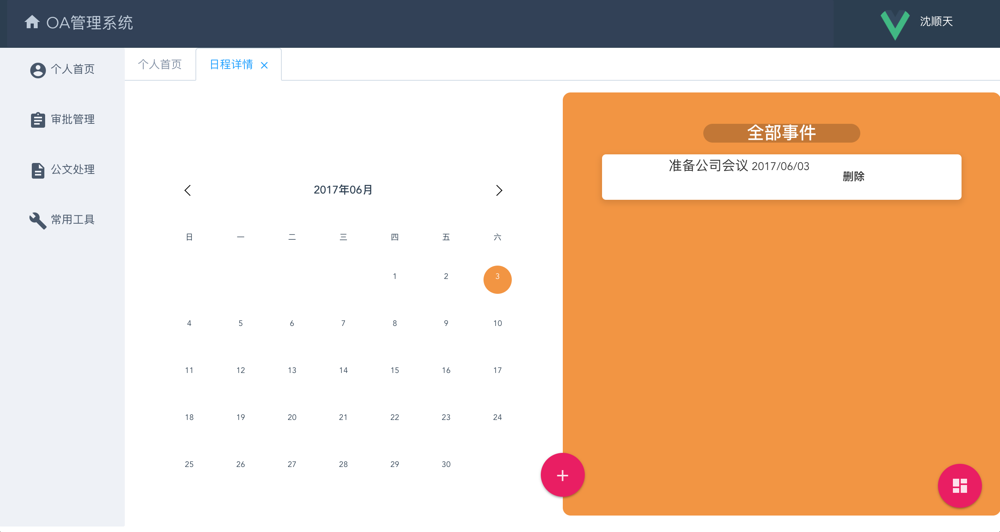 OA管理系统
沈顺天
个人首页
审批管理
公文处理
常用工具
个人首页 日程详情
2017年06月
日 一 二 三 四 五 六
1 2 3
4 5 6 7 8 9 10
11 12 13 14 15 16 17
18 19 20 21 22 23 24
25 26 27 28 29 30
全部事件
准备公司会议 2017/06/03
删除